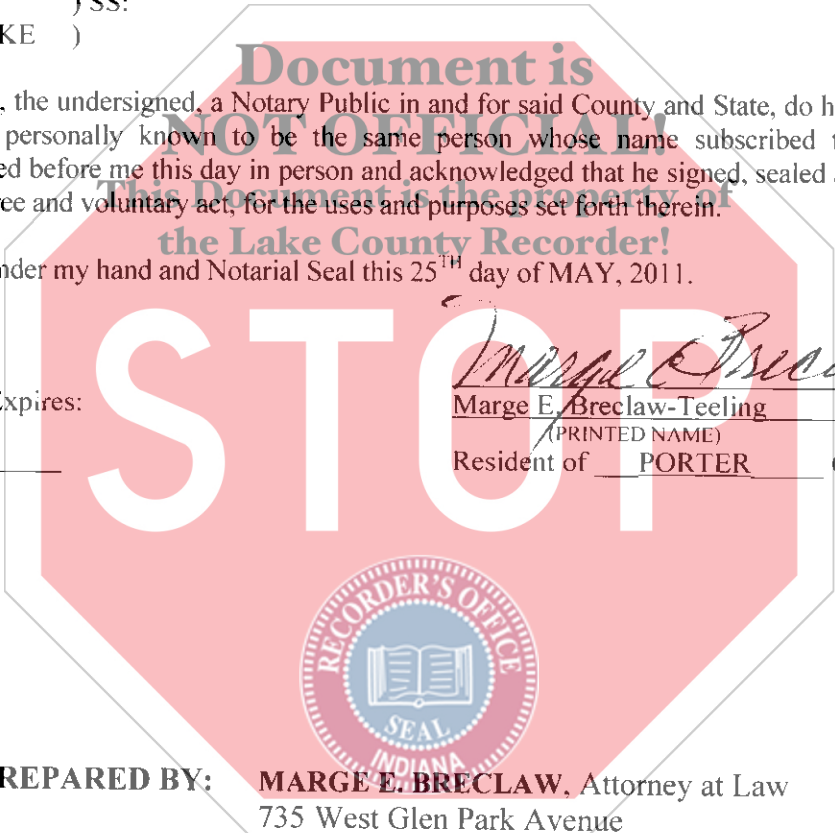 ) SS:
KE )
Document is
, the undersigned, a Notary Public in and for said County and State, do h
NOT OFFICIAL!
personally known to be the same person whose name subscribed
ed before me this day in person and acknowledged that he signed, sealed
This Document is the property of
ee and voluntary act, for the uses and purposes set forth therein.
the Lake County Recorder!
nder my hand and Notarial Seal this 25TH day of MAY, 2011.
STOP
Marge E Brecl
Expires:
Marge E. Breclaw-Teeling
(PRINTED NAME)
Resident of PORTER
RECORDER'S OFFICE
SEAL
INDIANA
REPARED BY: MARGE E. BRECLAW, Attorney at Law
735 West Glen Park Avenue